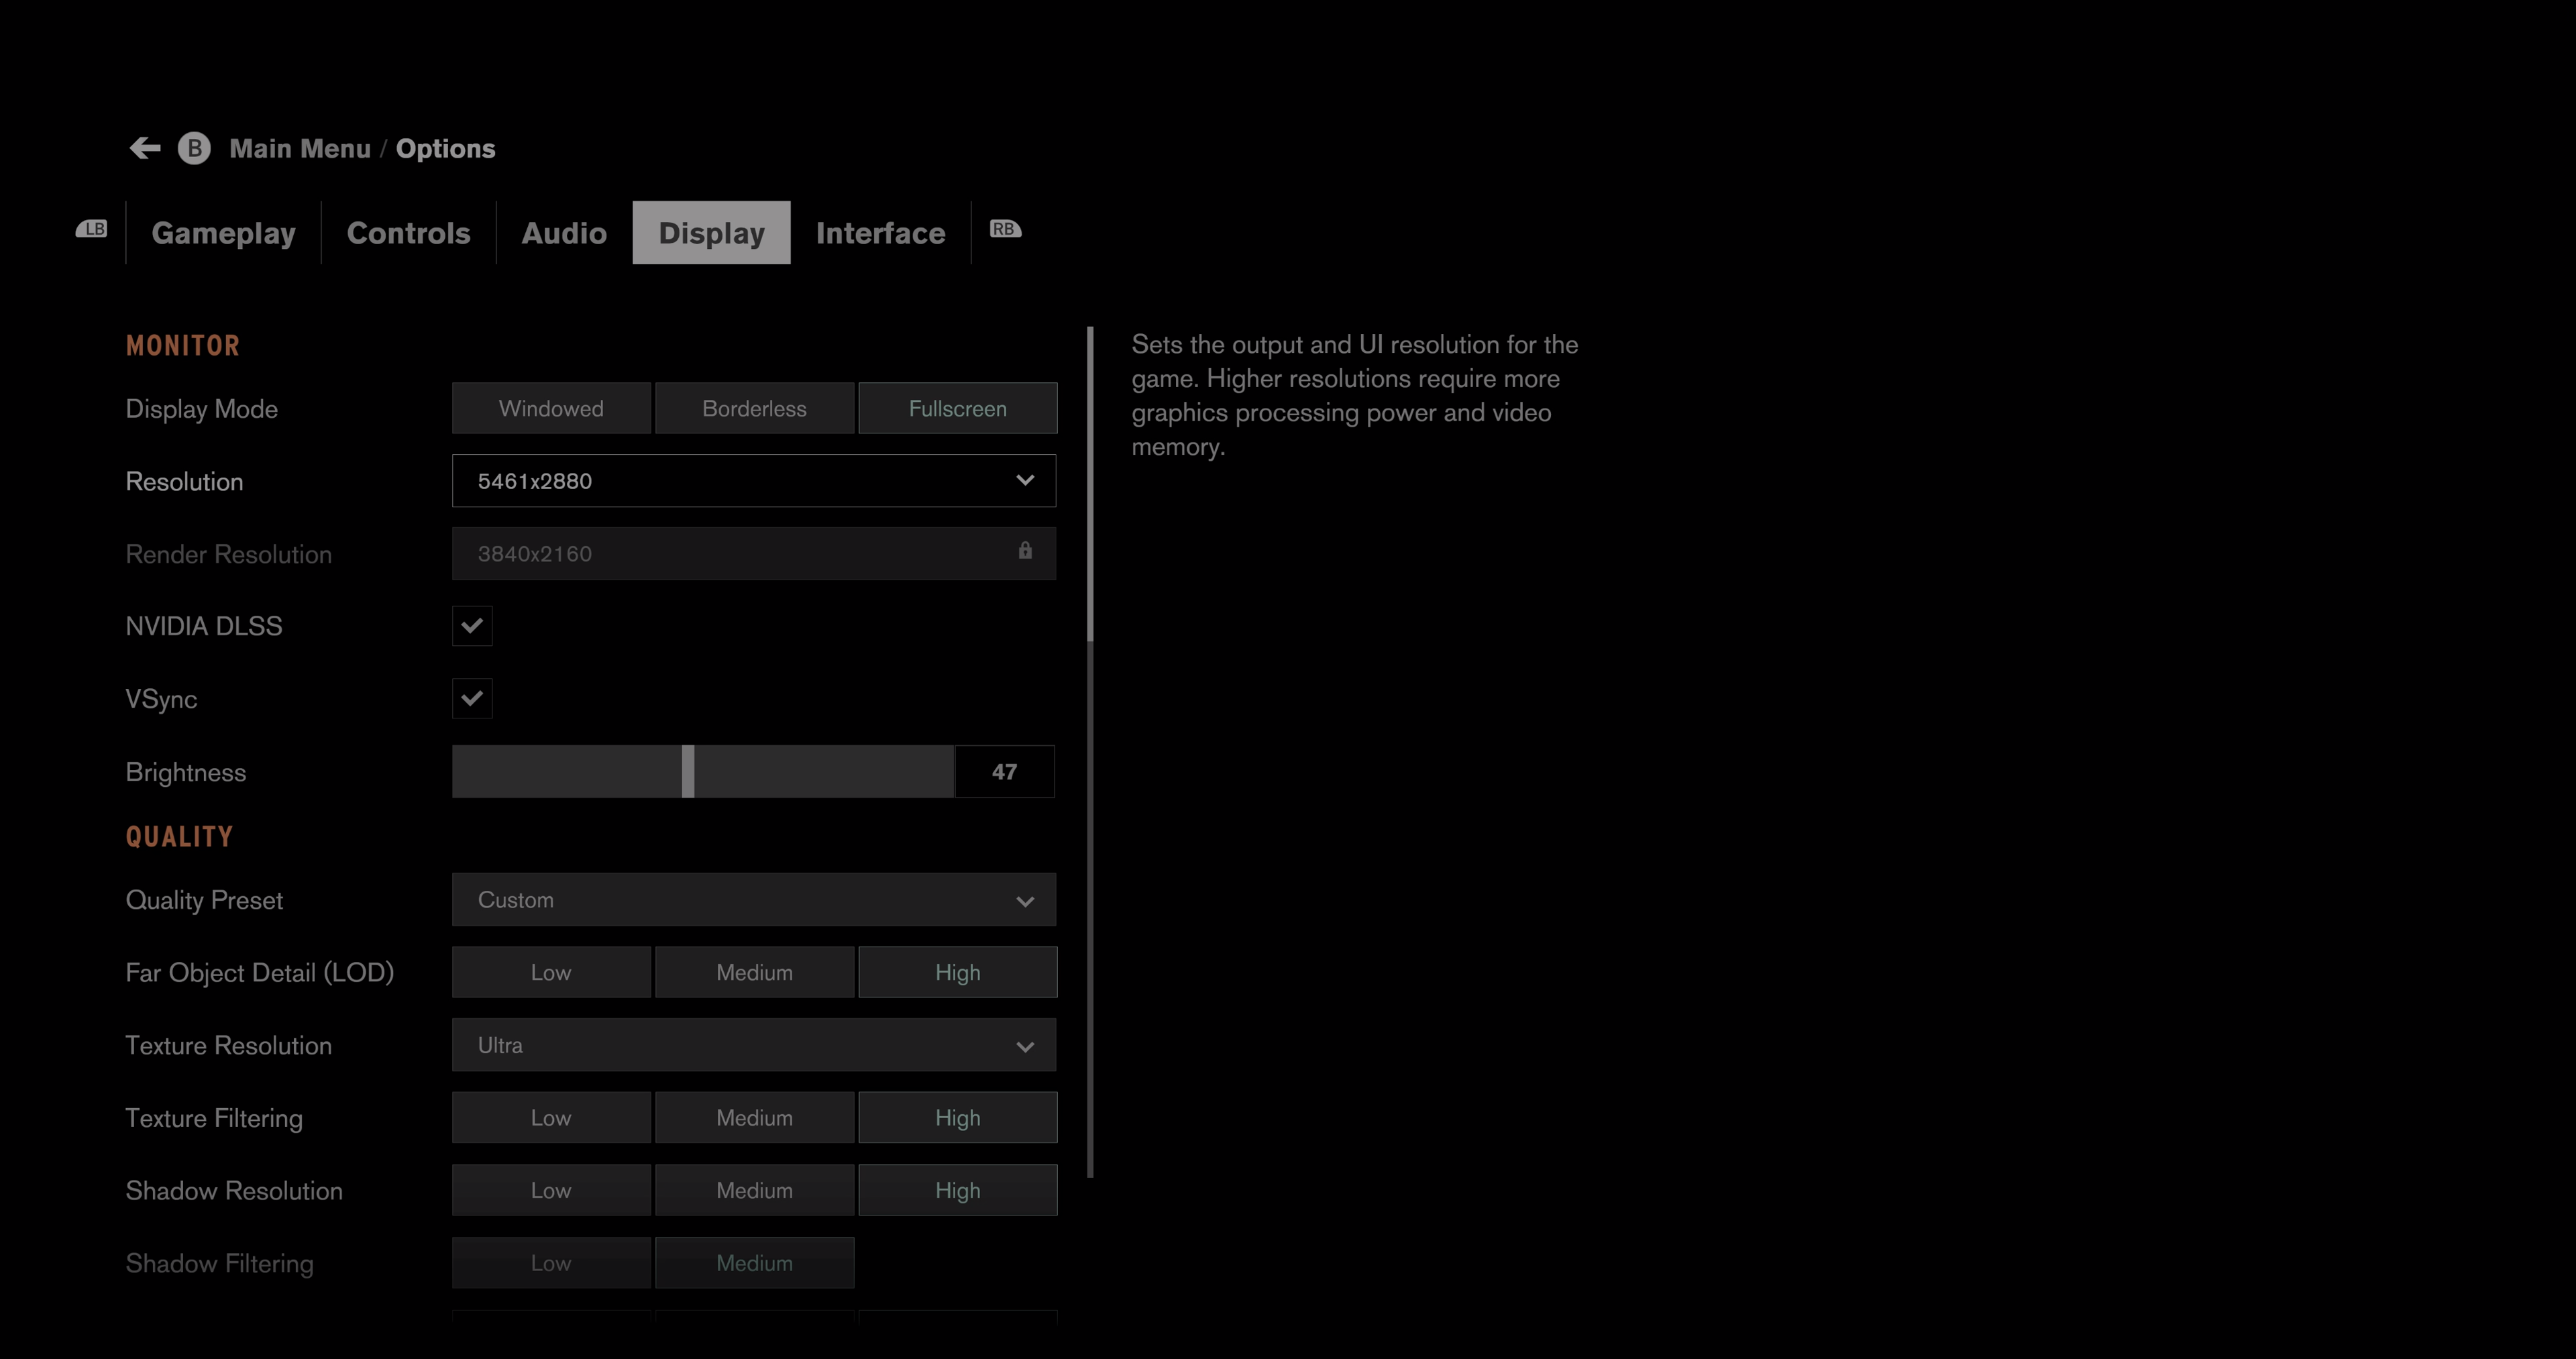 B Main Menu / Options
LB Gameplay Controls Audio Display Interface RB
MONITOR
Display Mode Windowed Borderless Fullscreen
Resolution 5461x2880
Render Resolution 3840x2160
NVIDIA DLSS
VSync
Brightness 47
QUALITY
Quality Preset Custom
Far Object Detail (LOD) Low Medium High
Texture Resolution Ultra
Texture Filtering Low Medium High
Shadow Resolution Low Medium High
Shadow Filtering Low Medium
Sets the output and UI resolution for the
game. Higher resolutions require more
graphics processing power and video
memory.